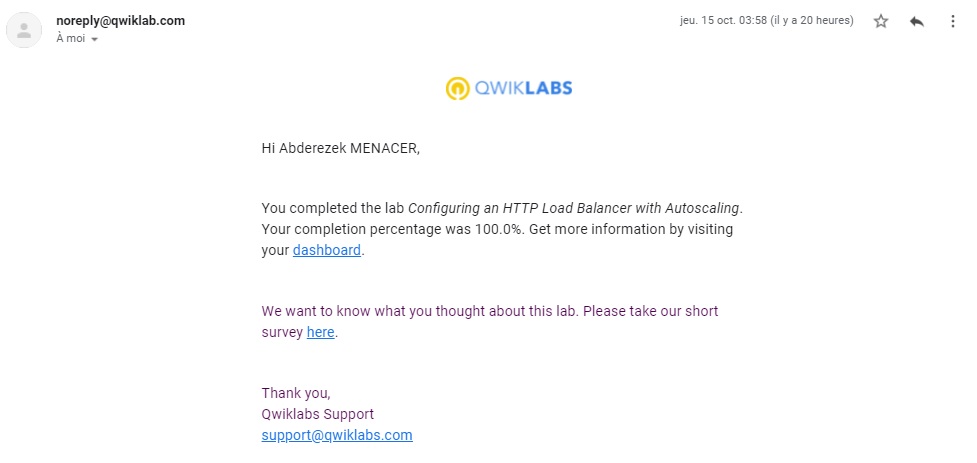 noreply@qwiklab.com
jeu. 15 oct. 03:58 (il y a 20 heures)
À moi
QWIKLABS
Hi Abderezek MENACER,
You completed the lab Configuring an HTTP Load Balancer with Autoscaling.
Your completion percentage was 100.0%. Get more information by visiting
your dashboard.
We want to know what you thought about this lab. Please take our short
survey here.
Thank you,
Qwiklabs Support
support@qwiklabs.com